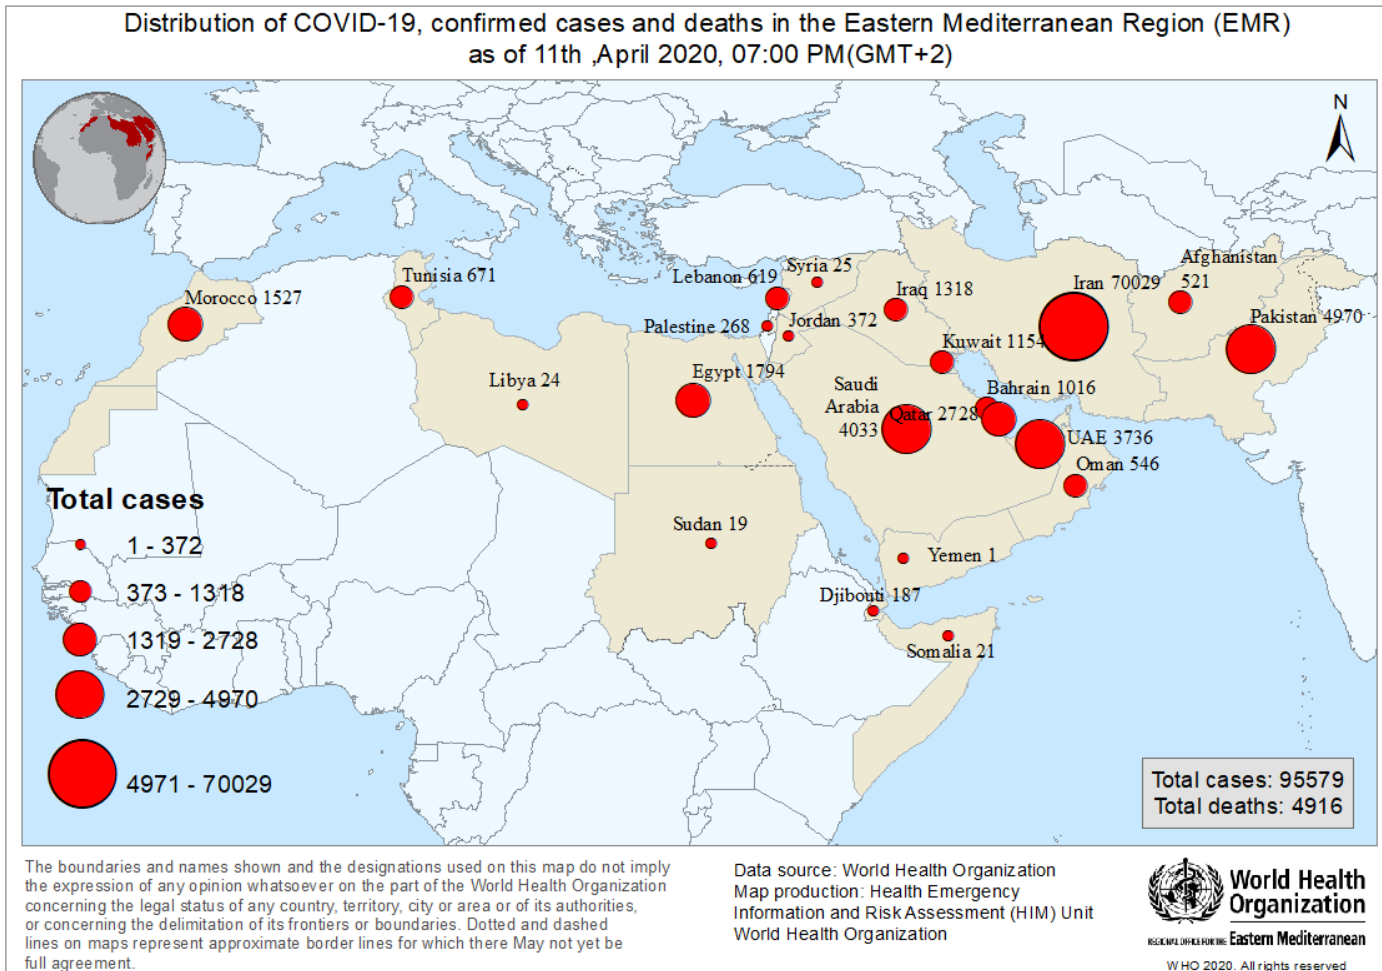 Distribution of COVID-19, confirmed cases and deaths in the Eastern Mediterranean Region (EMR)
as of 11th ,April 2020, 07:00 PM(GMT+2)
N
Afghanistan
521
Syria 25
Tunisia 671
Lebanon 619
Iran 70029
Iraq 1318
Morocco 1527
Pakistan 4970
Palestine 268
Jordan 372
Kuwait 1154
Egypt 1794
Libya 24
Saudi
Arabia
4033
Bahrain 1016
Qatar 2728
UAE 3736
Oman 546
Sudan 19
Yemen 1
Djibouti 187
Somalia 21
Total cases
1 - 372
373 - 1318
1319 - 2728
2729 - 4970
4971 - 70029
Total cases: 95579
Total deaths: 4916
The boundaries and names shown and the designations used on this map do not imply
the expression of any opinion whatsoever on the part of the World Health Organization
concerning the legal status of any country, territory, city or area or of its authorities,
or concerning the delimitation of its frontiers or boundaries. Dotted and dashed
lines on maps represent approximate border lines for which there May not yet be
full agreement.
Data source: World Health Organization
Map production: Health Emergency
Information and Risk Assessment (HIM) Unit
World Health Organization
World Health
Organization
REGIONAL OFFICE FOR THE Eastern Mediterranean
WHO 2020. All rights reserved